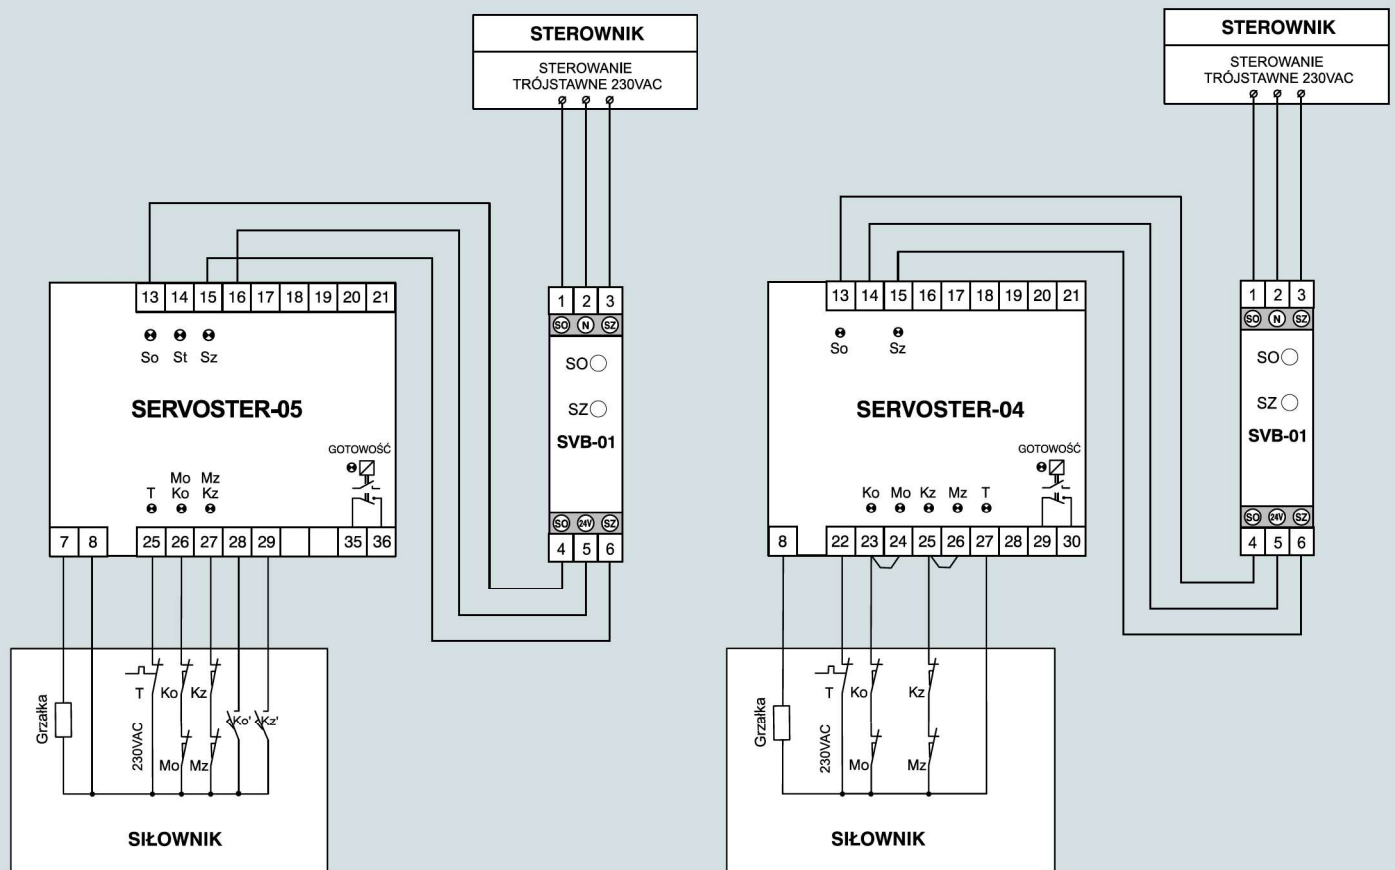 STEROWNIK
STEROWANIE
TRÓJSTAWNE 230VAC
13 14 15 16 17 18 19 20 21
So St Sz
SERVOSTER-05
GOTOWOŚĆ
Mo Mz
T Ko Kz
7 8 25 26 27 28 29 35 36
1 2 3
SO N SZ
SO
SZ
SVB-01
SO 24V SZ
4 5 6
Grzałka
T Ko Kz
Ko' Kz'
230VAC
Mo Mz
SIŁOWNIK
STEROWNIK
STEROWANIE
TRÓJSTAWNE 230VAC
13 14 15 16 17 18 19 20 21
So Sz
SERVOSTER-04
GOTOWOŚĆ
Ko Mo Kz Mz T
8 22 23 24 25 26 27 28 29 30
1 2 3
SO N SZ
SO
SZ
SVB-01
SO 24V SZ
4 5 6
Grzałka
T Ko Kz
230VAC
Mo Mz
SIŁOWNIK